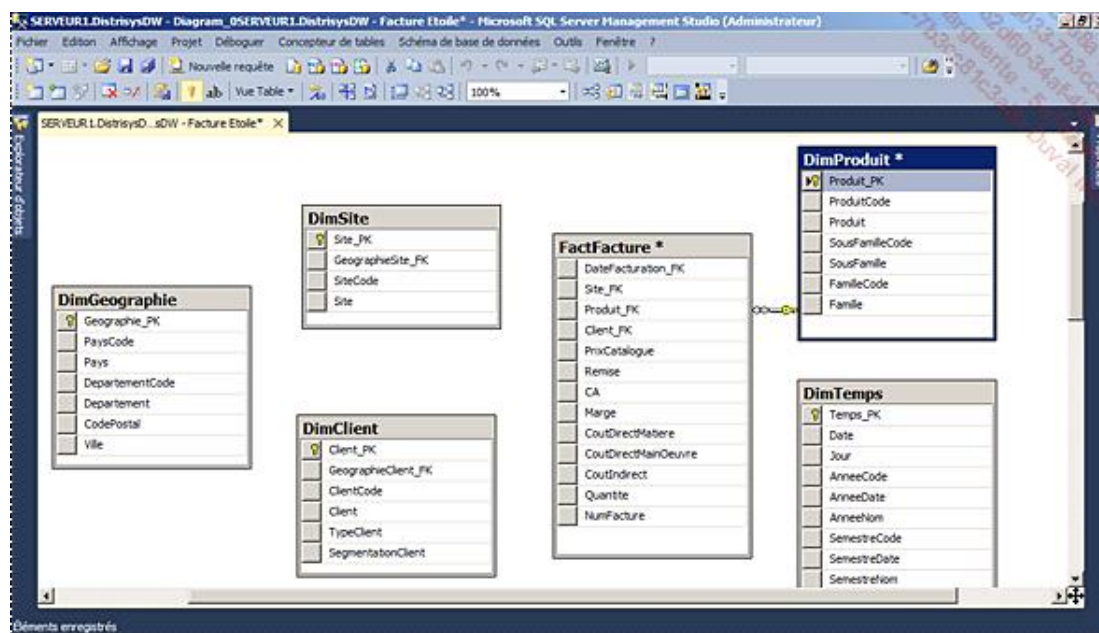 SERVEUR1.DistrisysDW - Diagram_0SERVEUR1.DistrisysDW - Facture Etoile* - Microsoft SQL Server Management Studio (Administrateur)
Fichier Edition Affichage Projet Déboguer Concepteur de tables Schéma de base de données Outils Fenêtre ?
Nouvelle requête
Vue Table
100%
SERVEUR1.DistrisysD...sDW - Facture Etoile*
Explorateur d'objets
DimGeographie
Geographie_PK
PaysCode
Pays
DepartementCode
Departement
CodePostal
Ville
DimSite
Site_PK
GeographieSite_FK
SiteCode
Site
DimClient
Client_PK
GeographieClient_FK
ClientCode
Client
TypeClient
SegmentationClient
FactFacture *
DateFacturation_FK
Site_FK
Produit_FK
Client_FK
PrixCatalogue
Remise
CA
Marge
CoutDirectMatiere
CoutDirectMainOeuvre
CoutIndirect
Quantite
NumFacture
DimProduit *
Produit_PK
ProduitCode
Produit
SousFamilleCode
SousFamille
FamilleCode
Famille
DimTemps
Temps_PK
Date
Jour
AnneeCode
AnneeDate
AnneeNom
SemestreCode
SemestreDate
SemestreNom
Éléments enregistrés